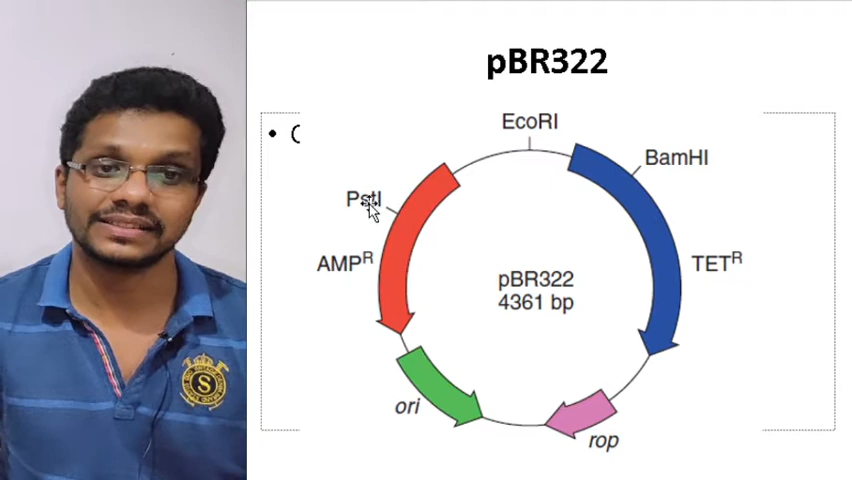 pBR322
• C
EcoRI
BamHI
PstI
AMPR
TETR
pBR322
4361 bp
ori
rop
S